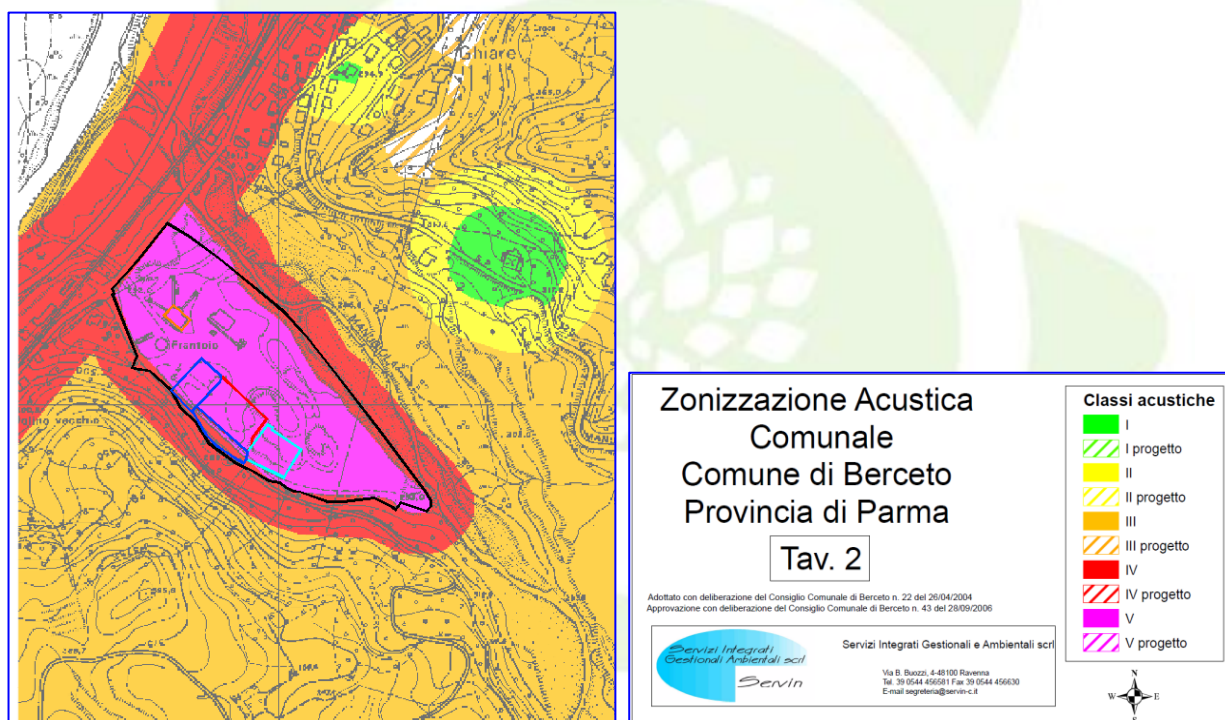 Ghiare
Frantoio
Zonizzazione Acustica
Comunale
Comune di Berceto
Provincia di Parma
Tav. 2
Adottato con deliberazione del Consiglio Comunale di Berceto n. 22 del 26/04/2004
Approvazione con deliberazione del Consiglio Comunale di Berceto n. 43 del 28/09/2006
Servizi Integrati
Gestionali Ambientali scrl
Servin
Servizi Integrati Gestionali e Ambientali scrl
Via B. Buozzi, 4-48100 Ravenna
Tel. 39 0544 456581 Fax 39 0544 456630
E-mail segreteria@servin-c.it
Classi acustiche
I
I progetto
II
II progetto
III
III progetto
IV
IV progetto
V
V progetto
N
W E
S